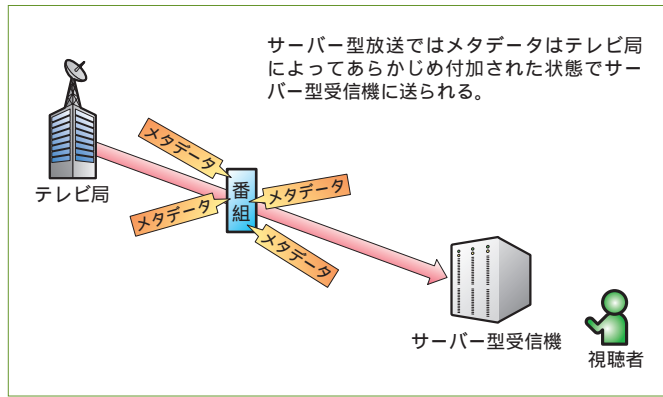 サーバー型放送ではメタデータはテレビ局
によってあらかじめ付加された状態でサー
バー型受信機に送られる。
メタデータ
テレビ局
番
組
メタデータ
メタデータ
メタデータ
サーバー型受信機
視聴者